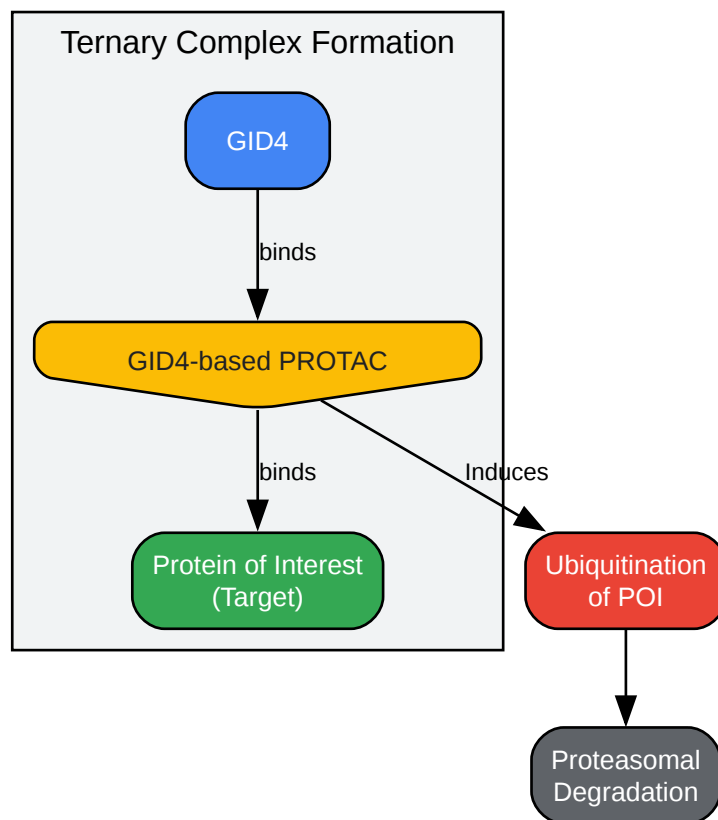 Ternary Complex Formation
GID4
binds
GID4-based PROTAC
binds
Induces
Protein of Interest
(Target)
Ubiquitination
of POI
Proteasomal
Degradation